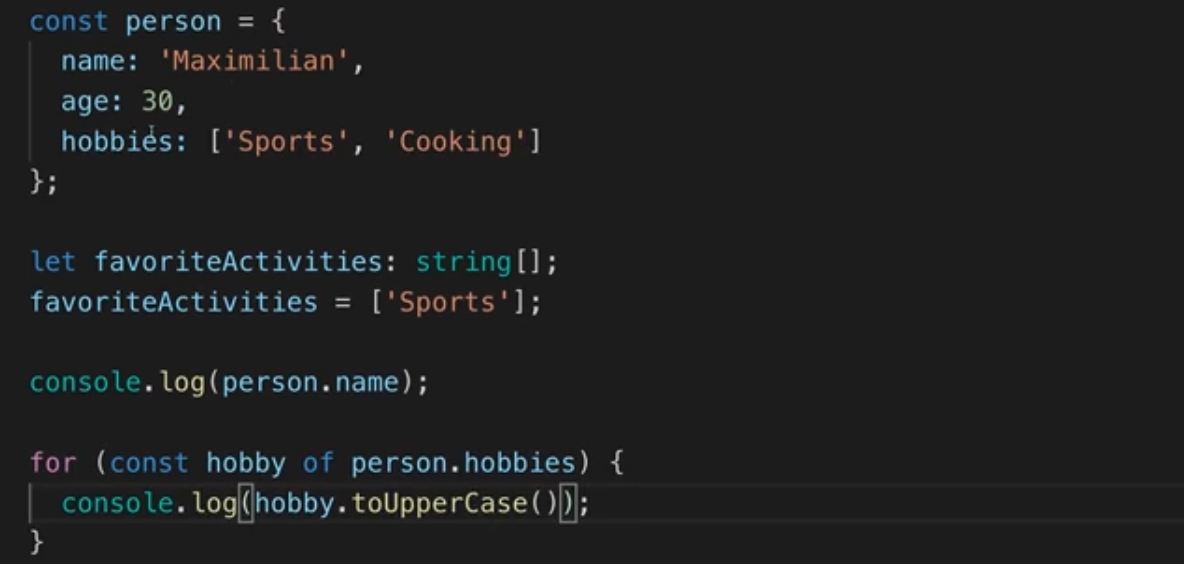 const person = {
  name: 'Maximilian',
  age: 30,
  hobbies: ['Sports', 'Cooking']
};
let favoriteActivities: string[];
favoriteActivities = ['Sports'];
console.log(person.name);
for (const hobby of person.hobbies) {
  console.log(hobby.toUpperCase());
}